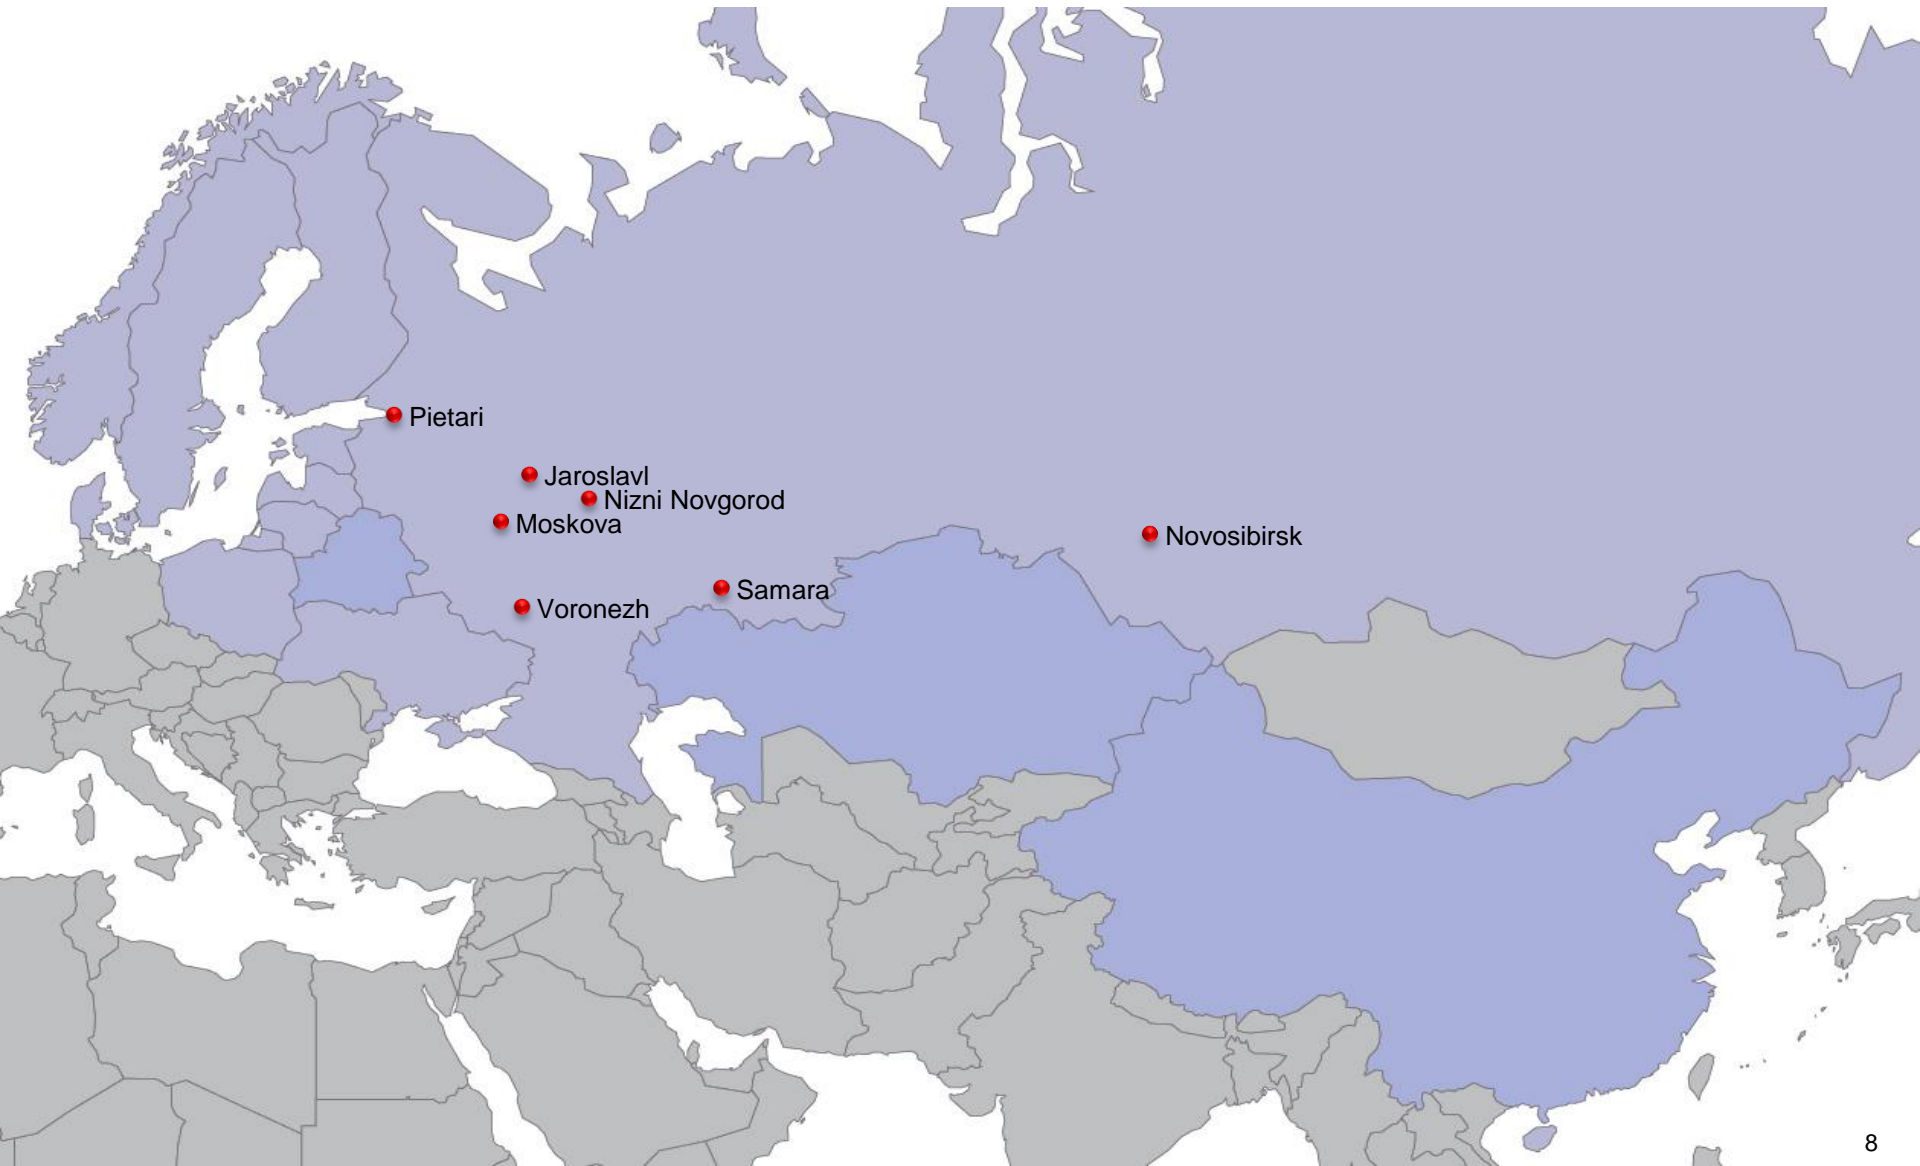 Pietari
Jaroslavl
Nizni Novgorod
Moskova
Novosibirsk
Samara
Voronezh
8